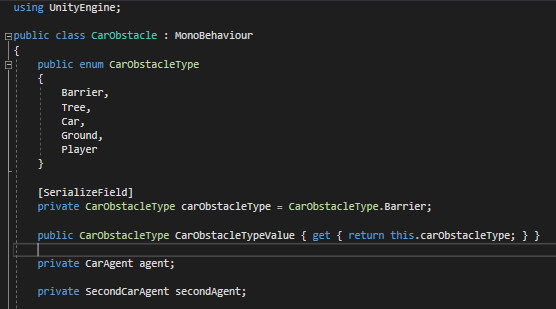 using UnityEngine;
public class CarObstacle : MonoBehaviour
{
public enum CarObstacleType
{
Barrier,
Tree,
Car,
Ground,
Player
}
[SerializeField]
private CarObstacleType carObstacleType = CarObstacleType.Barrier;
public CarObstacleType CarObstacleTypeValue { get { return this.carObstacleType; } }
private CarAgent agent;
private SecondCarAgent secondAgent;